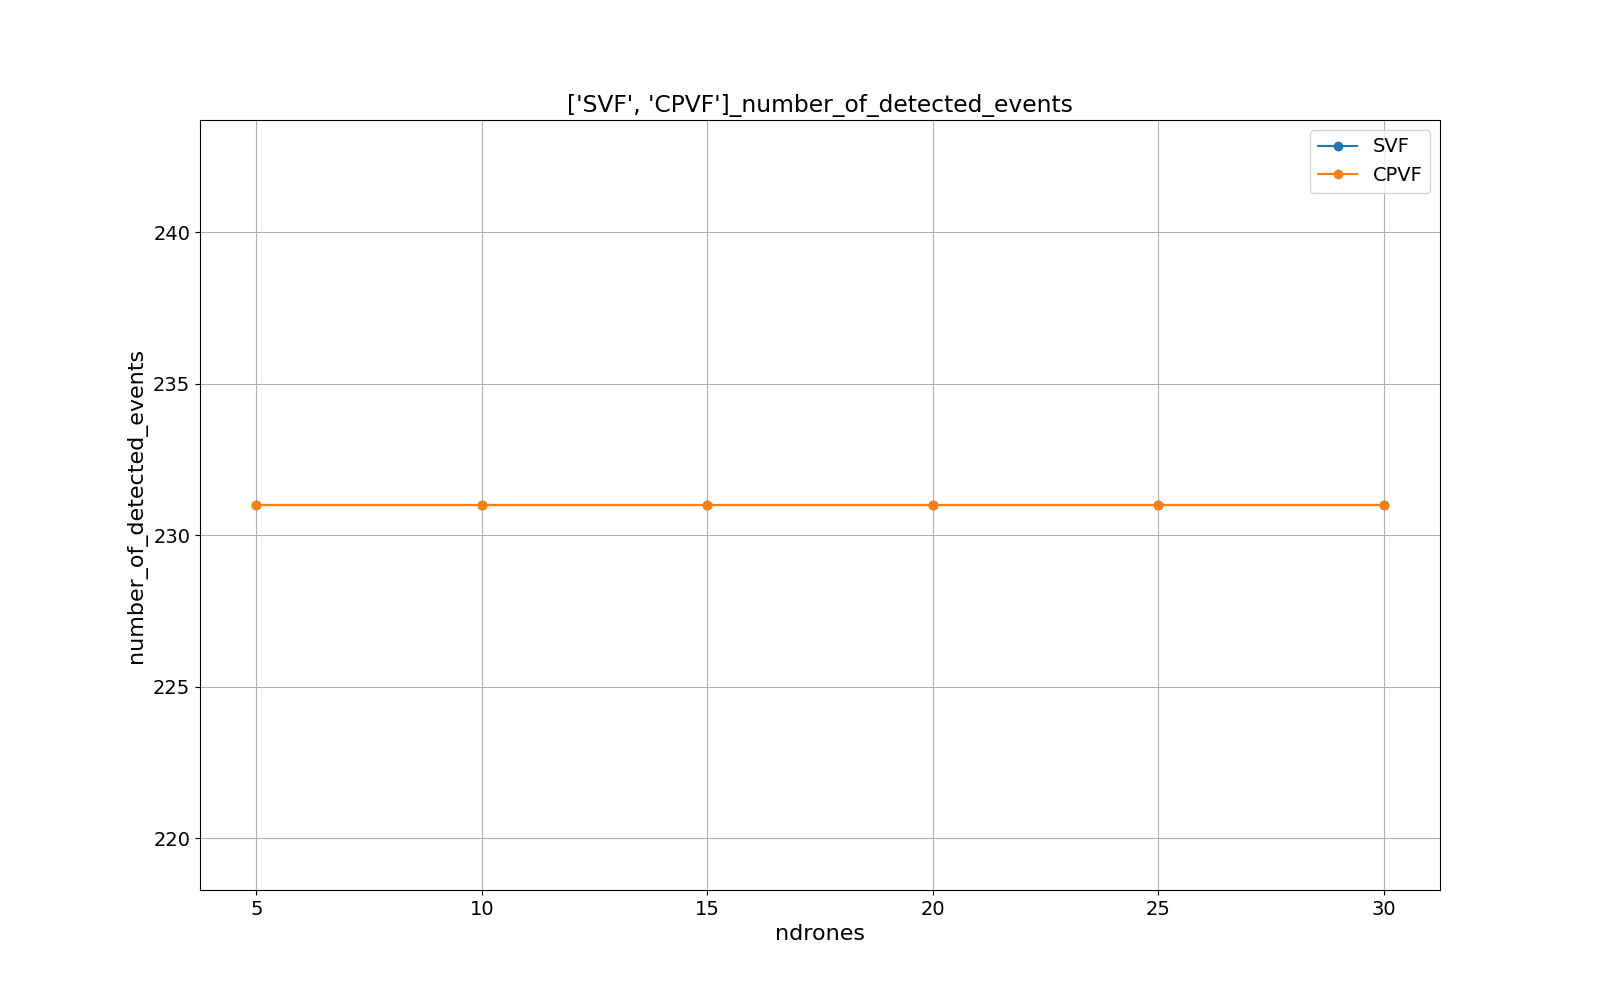 ['SVF', 'CPVF']_number_of_detected_events
SVF
CPVF
240
235
230
225
220
number_of_detected_events
5 10 15 20 25 30
ndrones